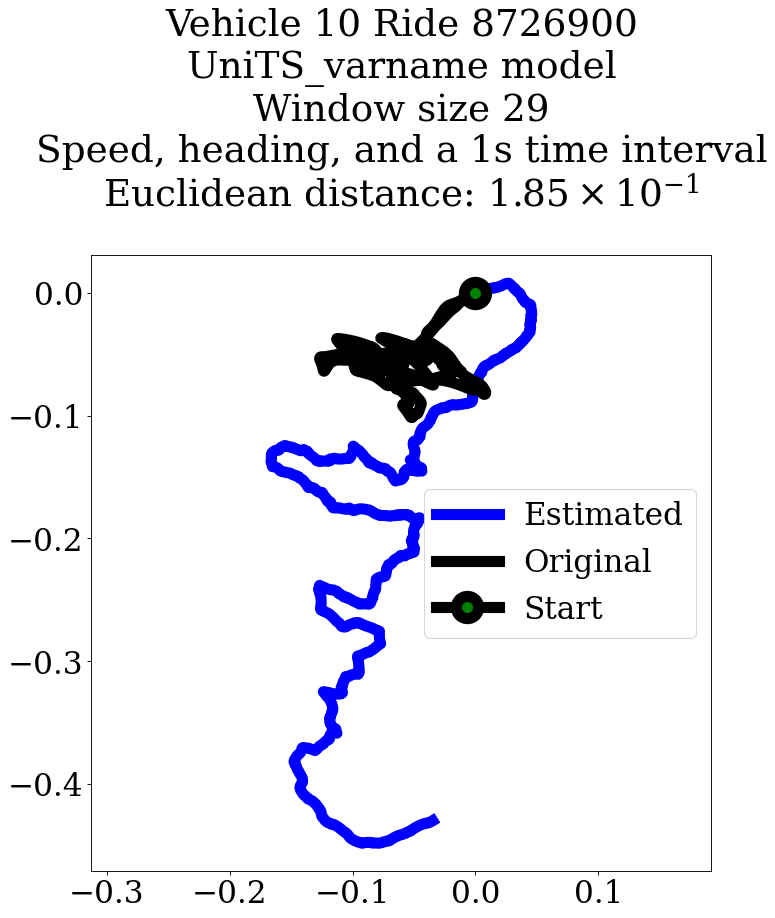 Vehicle 10 Ride 8726900
UniTS_varname model
Window size 29
Speed, heading, and a 1s time interval
Euclidean distance: 1.85 × 10⁻¹
0.0
−0.1
−0.2
−0.3
−0.4
Estimated
Original
Start
−0.3 −0.2 −0.1 0.0 0.1